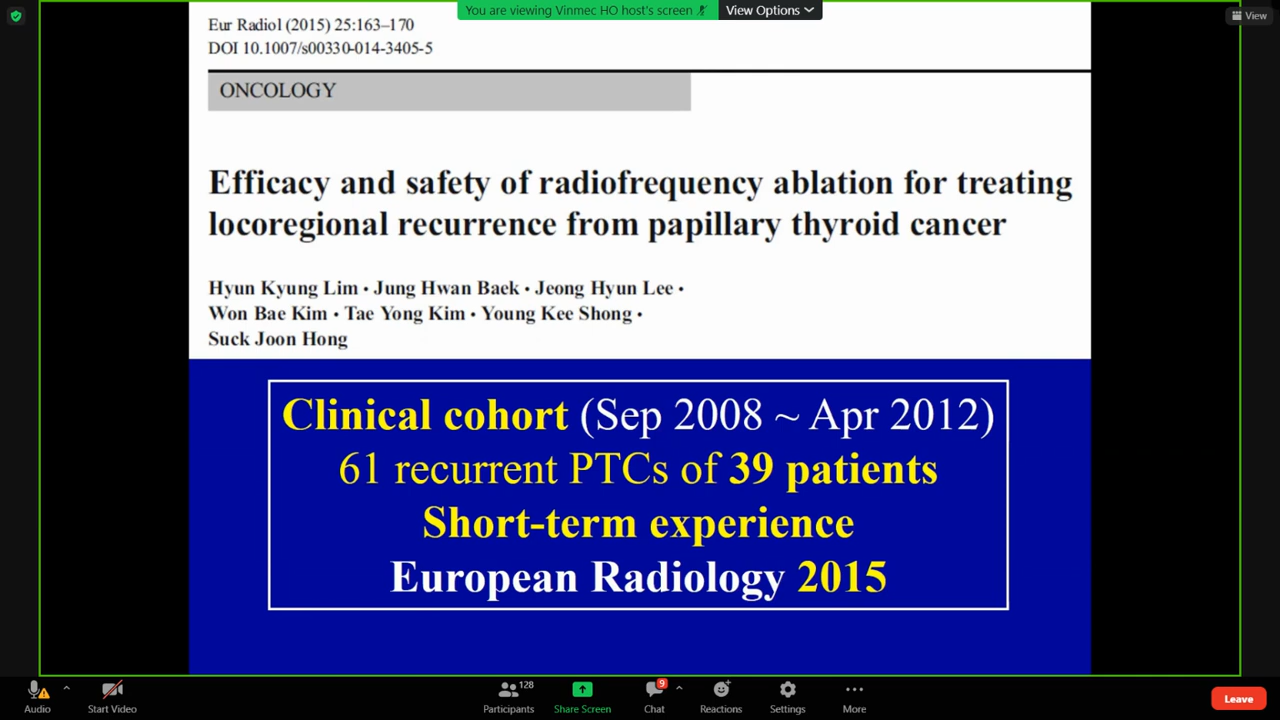 You are viewing Vinmec HO host's screen
View Options
View
Eur Radiol (2015) 25:163–170
DOI 10.1007/s00330-014-3405-5
ONCOLOGY
Efficacy and safety of radiofrequency ablation for treating
locoregional recurrence from papillary thyroid cancer
Hyun Kyung Lim • Jung Hwan Baek • Jeong Hyun Lee •
Won Bae Kim • Tae Yong Kim • Young Kee Shong •
Suck Joon Hong
Clinical cohort (Sep 2008 ~ Apr 2012)
61 recurrent PTCs of 39 patients
Short-term experience
European Radiology 2015
128
9
Audio
Start Video
Participants
Share Screen
Chat
Reactions
Settings
More
Leave